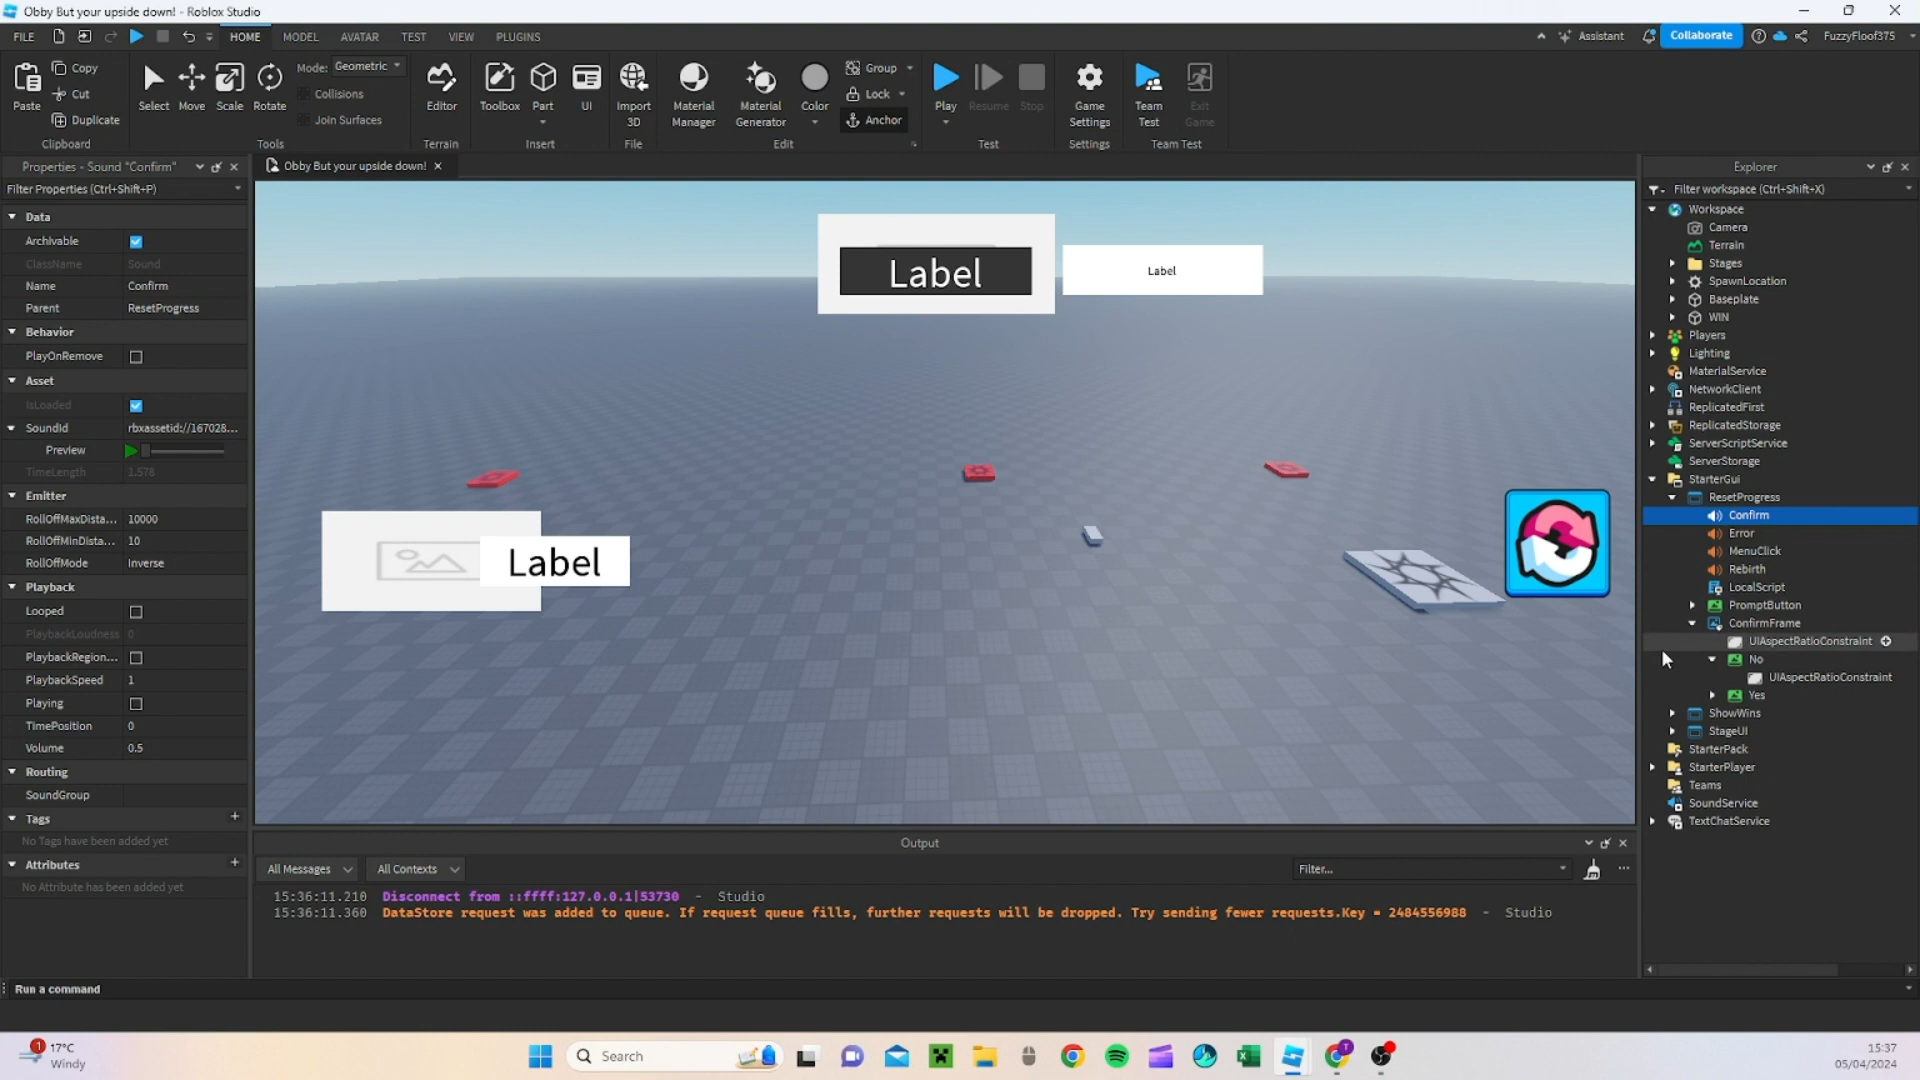 Obby But your upside down! - Roblox Studio
FILE HOME MODEL AVATAR TEST VIEW PLUGINS Assistant Collaborate FuzzyFloof375
Paste Copy Cut Duplicate Clipboard
Select Move Scale Rotate Mode: Geometric Collisions Join Surfaces Tools
Editor Terrain
Toolbox Part UI Insert
Import 3D File
Material Manager Material Generator Color Group Lock Anchor Edit
Play Resume Stop Test
Game Settings Settings
Team Test Exit Game Team Test
Properties - Sound "Confirm"
Filter Properties (Ctrl+Shift+P)
Data
Archivable
ClassName Sound
Name Confirm
Parent ResetProgress
Behavior
PlayOnRemove
Asset
IsLoaded
SoundId rbxassetid://167028...
Preview
TimeLength 1.578
Emitter
RollOffMaxDista... 10000
RollOffMinDista... 10
RollOffMode Inverse
Playback
Looped
PlaybackLoudness 0
PlaybackRegion...
PlaybackSpeed 1
Playing
TimePosition 0
Volume 0.5
Routing
SoundGroup
Tags
No Tags have been added yet
Attributes
No Attribute has been added yet
Obby But your upside down!
Label
Label
Label
Explorer
Filter workspace (Ctrl+Shift+X)
Workspace
Camera
Terrain
Stages
SpawnLocation
Baseplate
WIN
Players
Lighting
MaterialService
NetworkClient
ReplicatedFirst
ReplicatedStorage
ServerScriptService
ServerStorage
StarterGui
ResetProgress
Confirm
Error
MenuClick
Rebirth
LocalScript
PromptButton
ConfirmFrame
UIAspectRatioConstraint
No
UIAspectRatioConstraint
Yes
ShowWins
StageUI
StarterPack
StarterPlayer
Teams
SoundService
TextChatService
Output
All Messages All Contexts Filter...
15:36:11.210 Disconnect from ::ffff:127.0.0.1|53730 - Studio
15:36:11.360 DataStore request was added to queue. If request queue fills, further requests will be dropped. Try sending fewer requests.Key = 2484556988 - Studio
Run a command
1 17°C
Windy
Search
15:37
05/04/2024